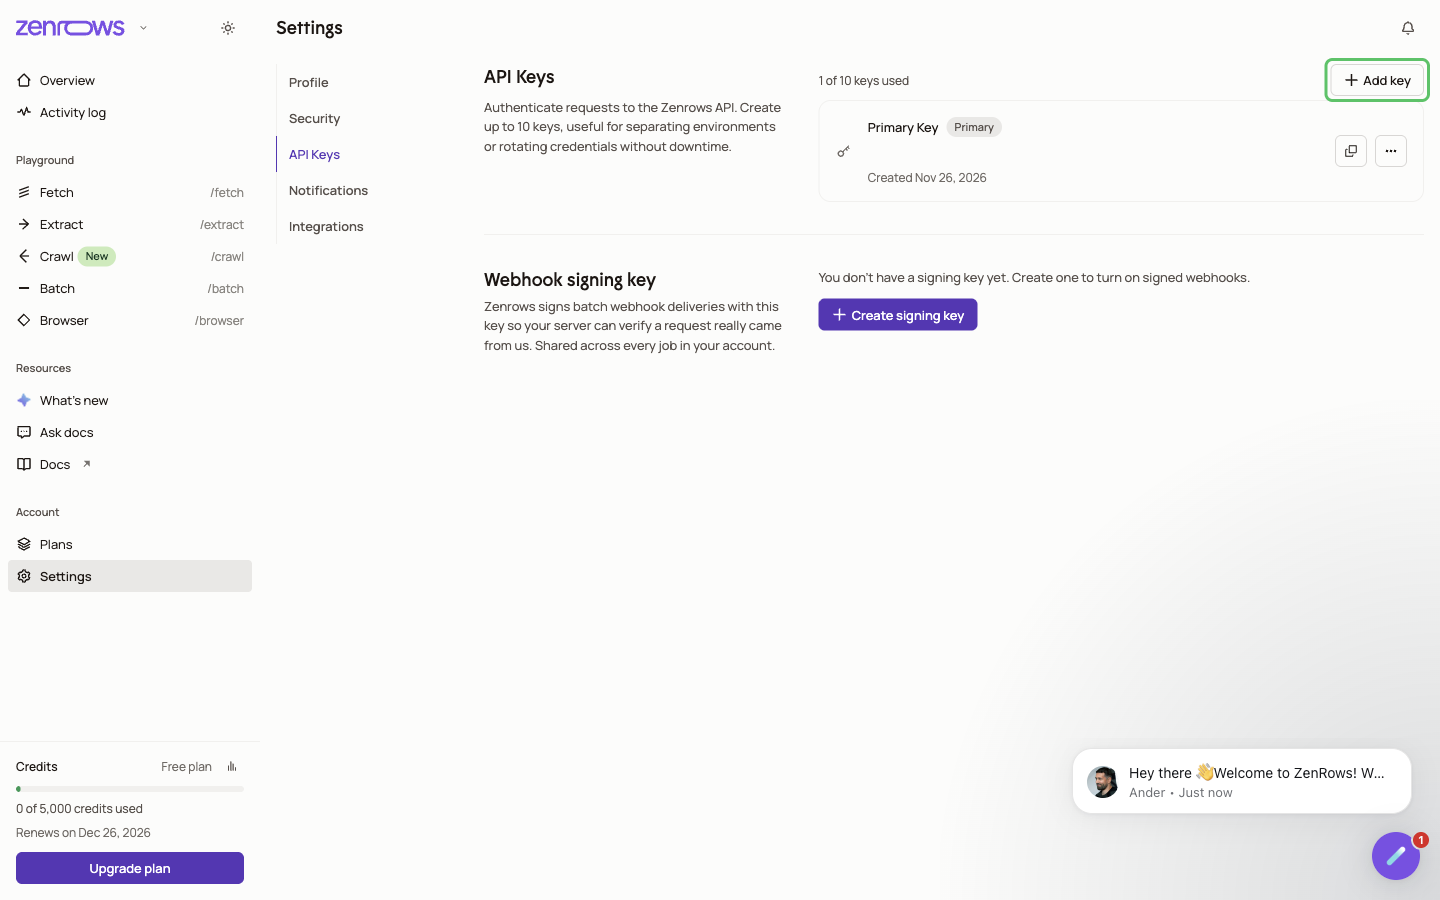 zenrows
Settings
Overview
Activity log
Playground
Fetch /fetch
Extract /extract
Crawl New /crawl
Batch /batch
Browser /browser
Resources
What's new
Ask docs
Docs
Account
Plans
Settings
Credits Free plan
0 of 5,000 credits used
Renews on Dec 26, 2026
Upgrade plan
Profile
Security
API Keys
Notifications
Integrations
API Keys
Authenticate requests to the Zenrows API. Create
up to 10 keys, useful for separating environments
or rotating credentials without downtime.
1 of 10 keys used
Add key
Primary Key Primary
Created Nov 26, 2026
Webhook signing key
Zenrows signs batch webhook deliveries with this
key so your server can verify a request really came
from us. Shared across every job in your account.
You don't have a signing key yet. Create one to turn on signed webhooks.
Create signing key
Hey there 👋Welcome to ZenRows! W...
Ander • Just now
1